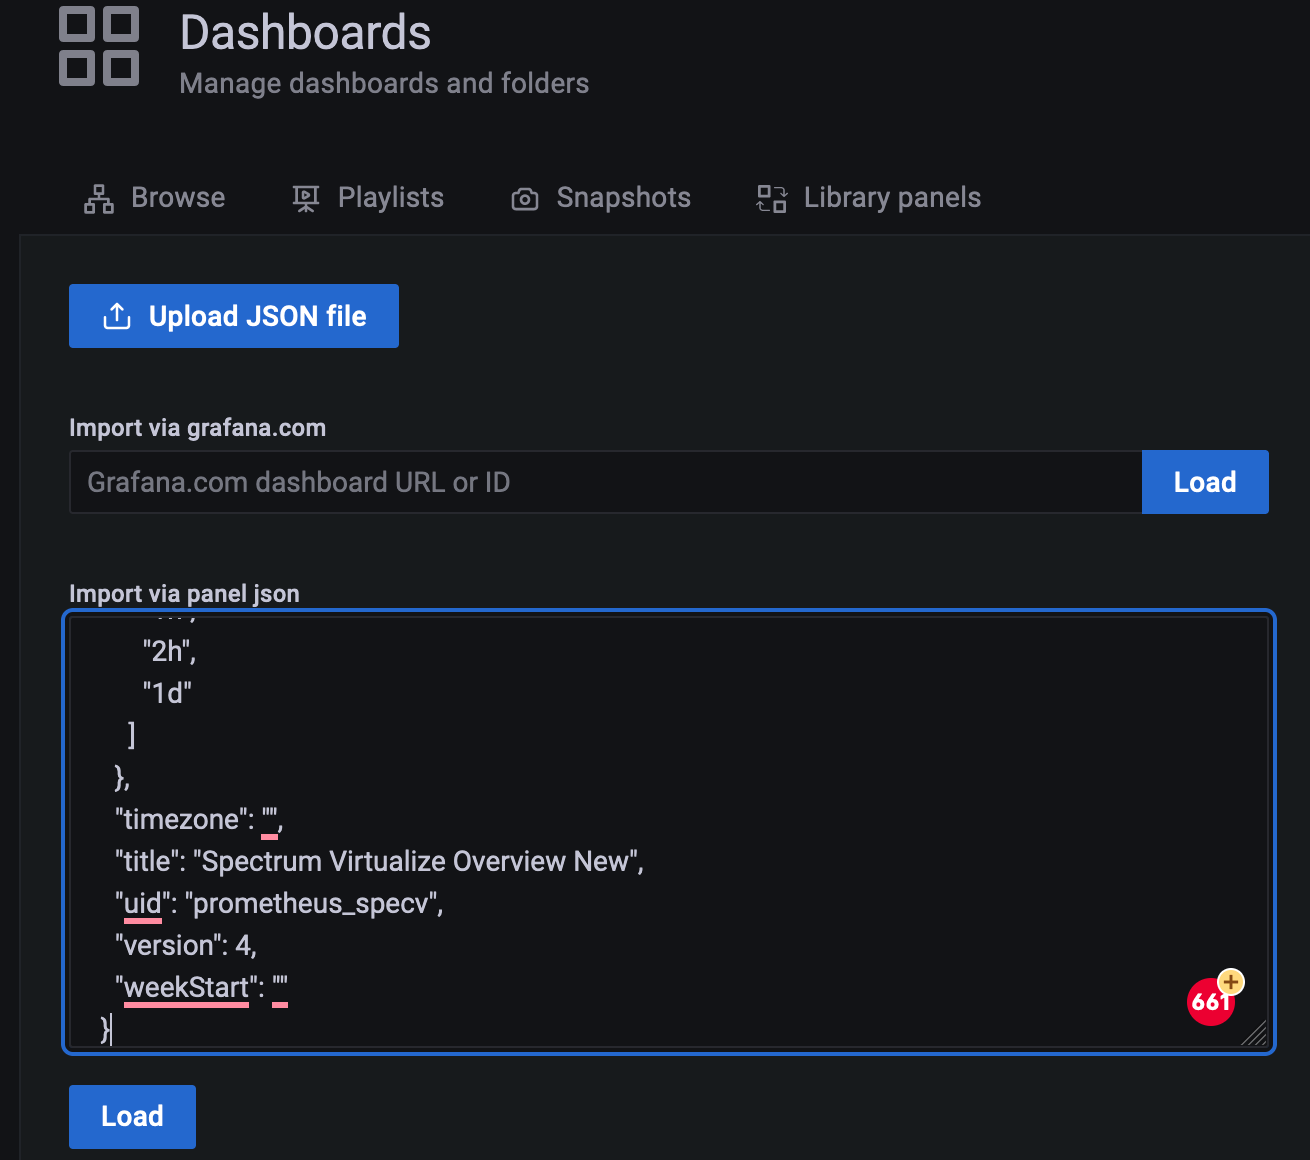 Dashboards
Manage dashboards and folders
Browse Playlists Snapshots Library panels
Upload JSON file
Import via grafana.com
Grafana.com dashboard URL or ID Load
Import via panel json
"2h",
"1d"
]
},
"timezone": "",
"title": "Spectrum Virtualize Overview New",
"uid": "prometheus_specv",
"version": 4,
"weekStart": ""
}
661
Load